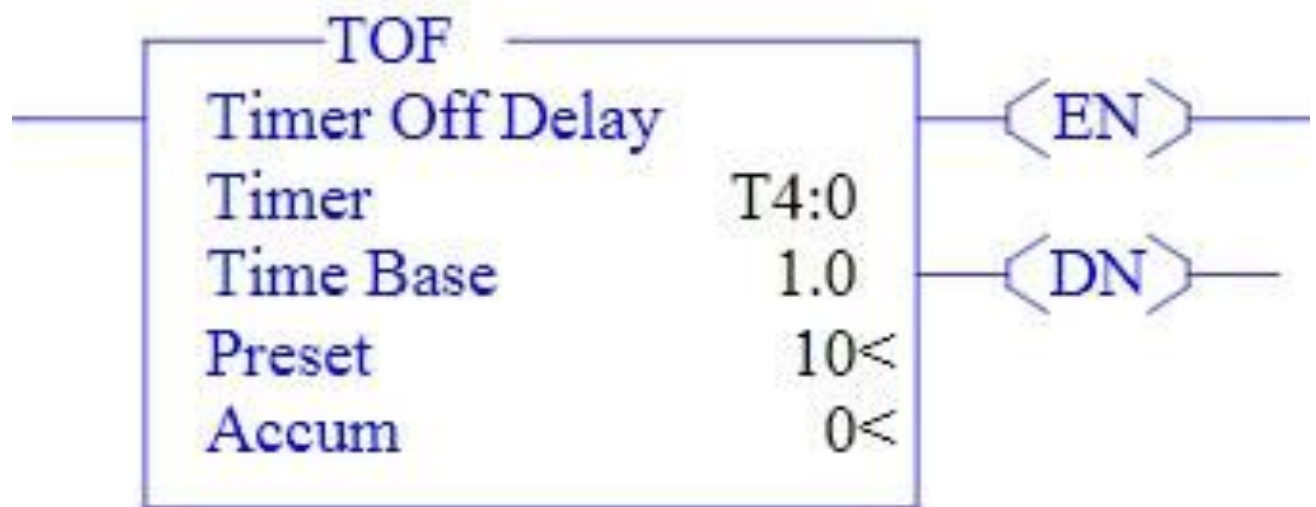 TOF
Timer Off Delay
EN
Timer T4:0
Time Base 1.0
DN
Preset 10<
Accum 0<